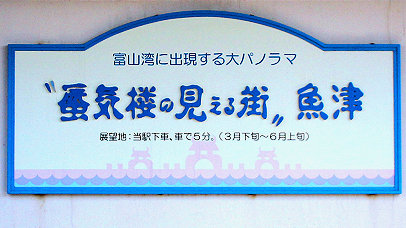 富山湾に出現する大パノラマ
〝蜃気楼の見える街〟魚津
展望地：当駅下車、車で5分。（3月下旬〜6月上旬）